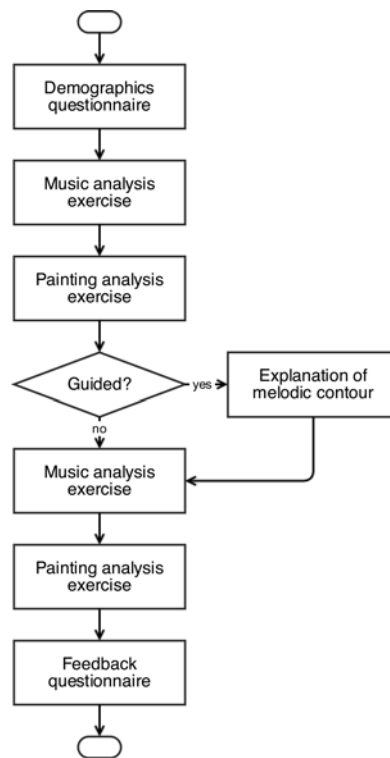 Demographics
questionnaire
Music analysis
exercise
Painting analysis
exercise
Guided?
yes
Explanation of
melodic contour
no
Music analysis
exercise
Painting analysis
exercise
Feedback
questionnaire